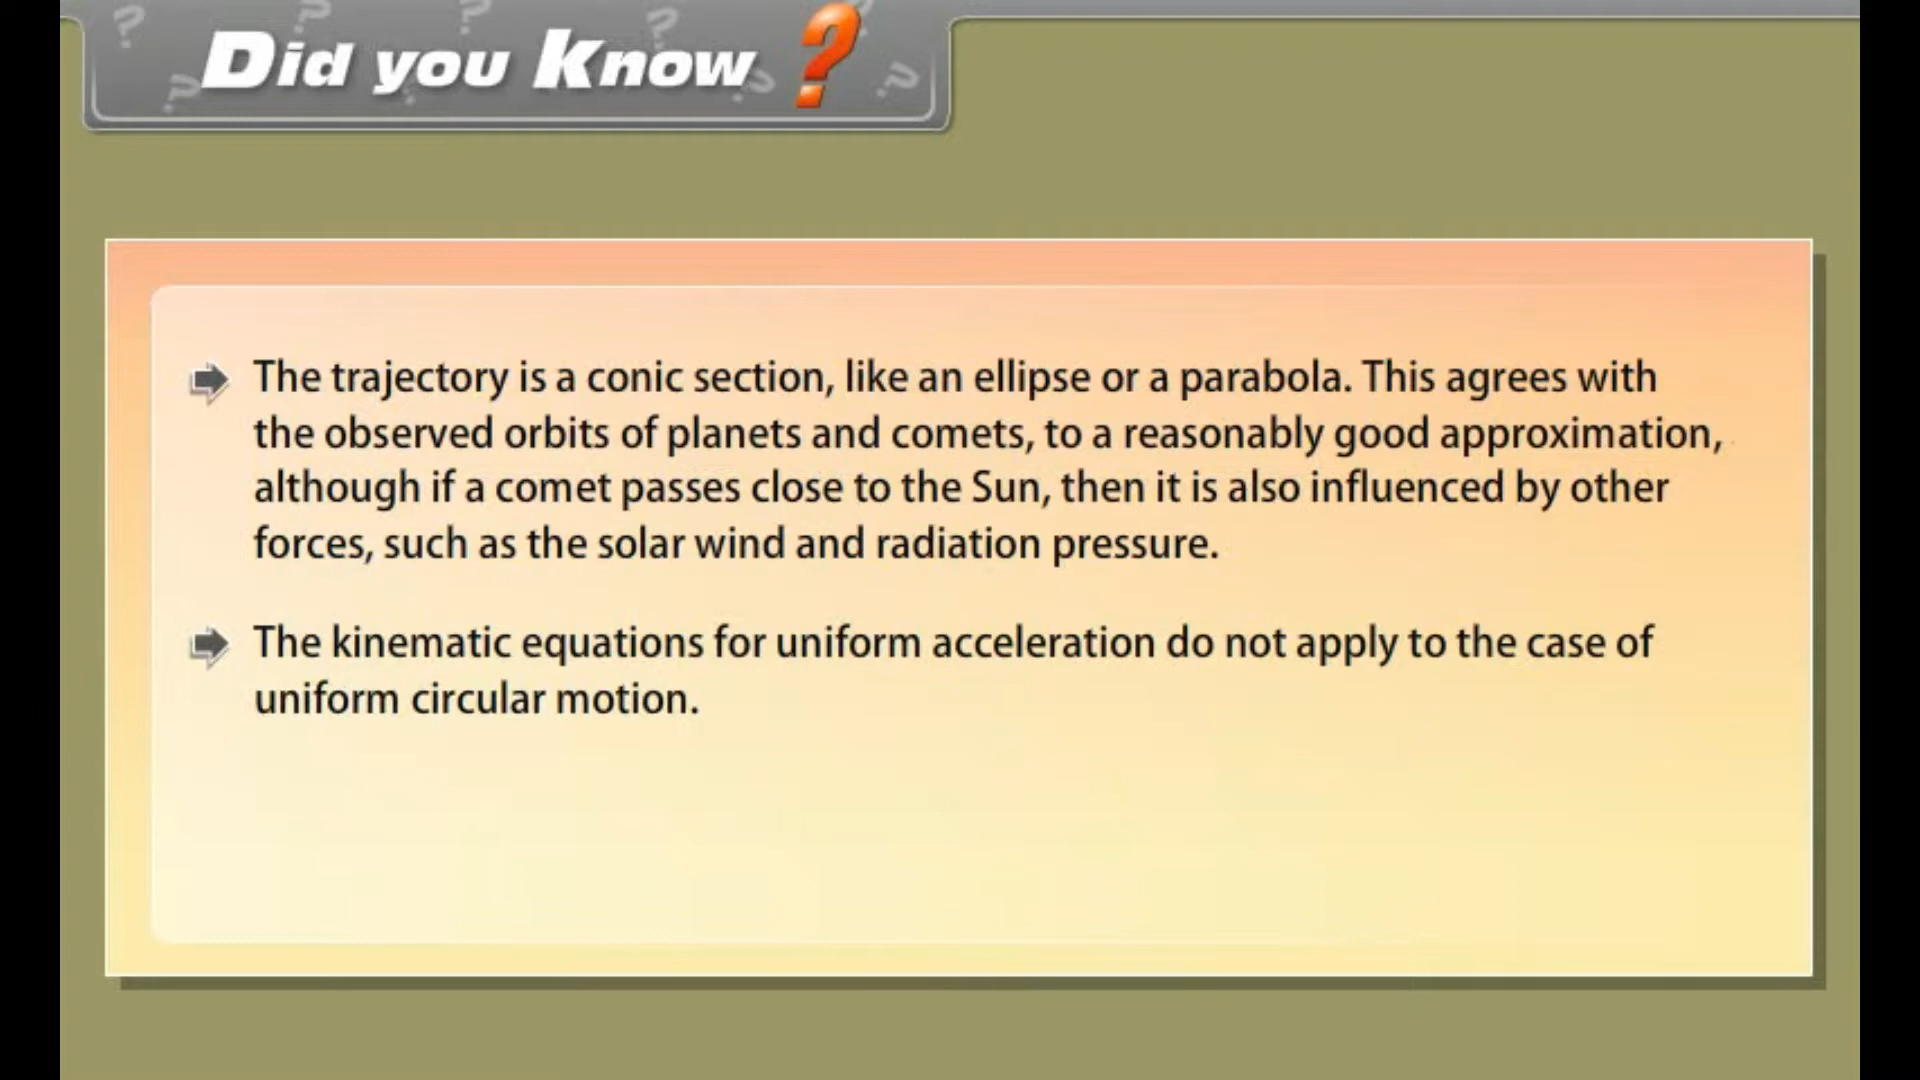 Did you Know ?
The trajectory is a conic section, like an ellipse or a parabola. This agrees with
the observed orbits of planets and comets, to a reasonably good approximation,
although if a comet passes close to the Sun, then it is also influenced by other
forces, such as the solar wind and radiation pressure.
The kinematic equations for uniform acceleration do not apply to the case of
uniform circular motion.